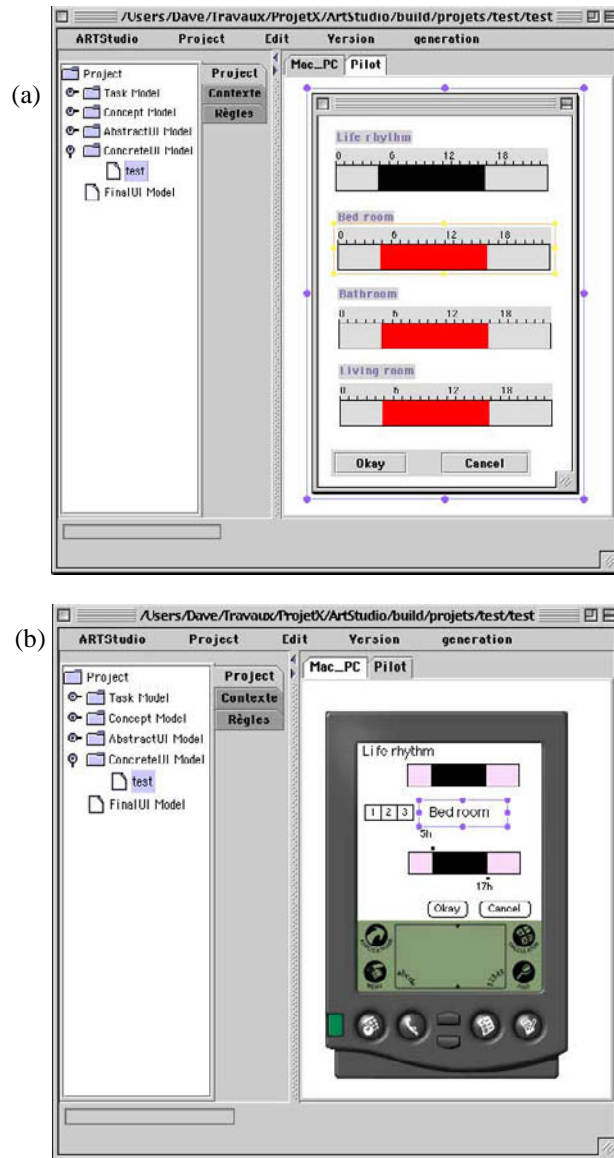 /Users/Dave/Travaux/ProjetX/ArtStudio/build/projets/test/test
ARTStudio Project Edit Version generation
(a)
Project
Task Model
Concept Model
AbstractUI Model
ConcreteUI Model
test
FinalUI Model
Project
Contexte
Règles
Mac_PC Pilot
Life rhythm
0 6 12 18
Bed room
0 6 12 18
Bathroom
0 6 12 18
Living room
0 6 12 18
Okay Cancel
/Users/Dave/Travaux/ProjetX/ArtStudio/build/projets/test/test
(b)
ARTStudio Project Edit Version generation
Project
Task Model
Concept Model
AbstractUI Model
ConcreteUI Model
test
FinalUI Model
Project
Contexte
Règles
Mac_PC Pilot
Life rhythm
1 2 3 Bed room
5h
17h
Okay Cancel
MENU
abcde
12345